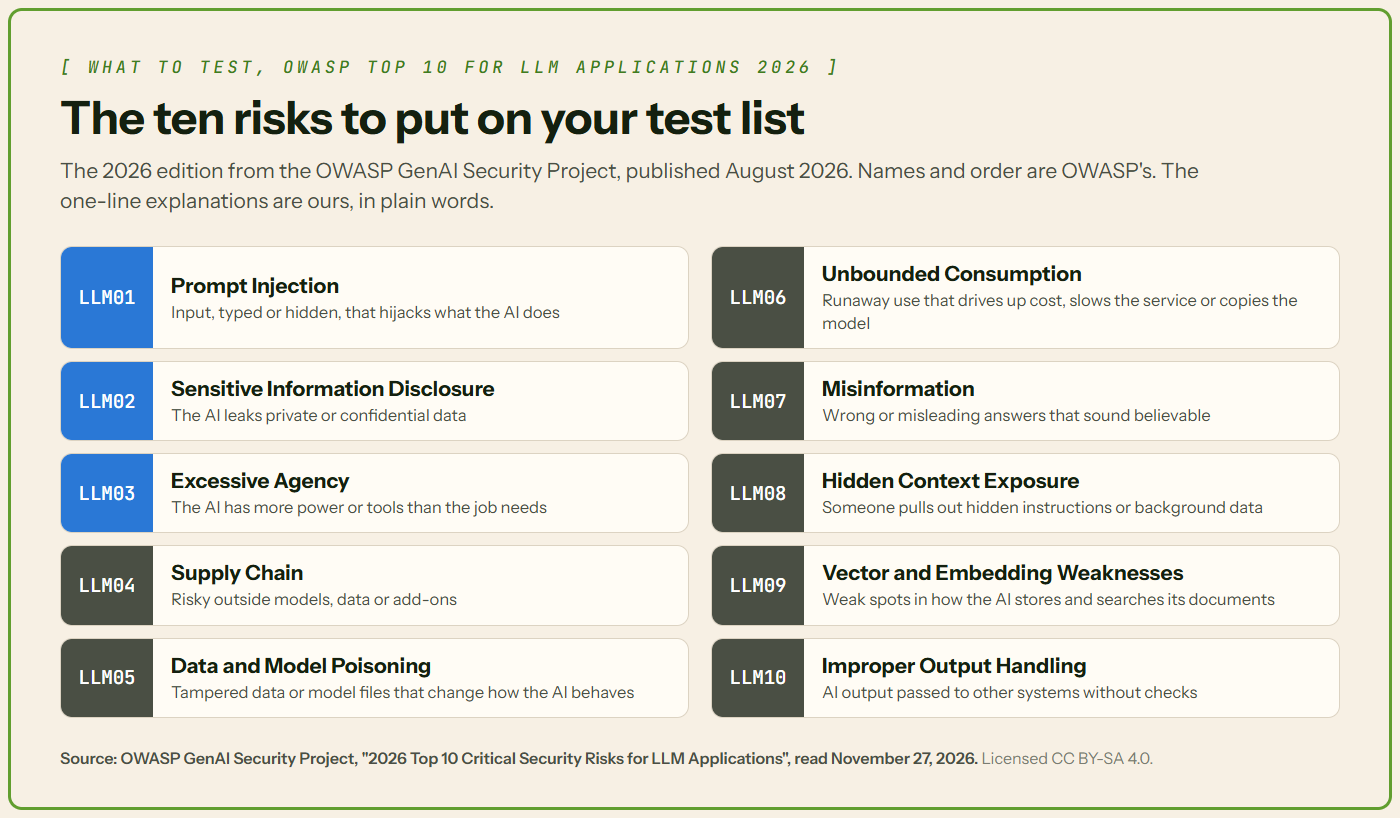 [ WHAT TO TEST, OWASP TOP 10 FOR LLM APPLICATIONS 2026 ]
The ten risks to put on your test list
The 2026 edition from the OWASP GenAI Security Project, published August 2026. Names and order are OWASP's. The
one-line explanations are ours, in plain words.
LLM01
Prompt Injection
Input, typed or hidden, that hijacks what the AI does
LLM02
Sensitive Information Disclosure
The AI leaks private or confidential data
LLM03
Excessive Agency
The AI has more power or tools than the job needs
LLM04
Supply Chain
Risky outside models, data or add-ons
LLM05
Data and Model Poisoning
Tampered data or model files that change how the AI behaves
LLM06
Unbounded Consumption
Runaway use that drives up cost, slows the service or copies the
model
LLM07
Misinformation
Wrong or misleading answers that sound believable
LLM08
Hidden Context Exposure
Someone pulls out hidden instructions or background data
LLM09
Vector and Embedding Weaknesses
Weak spots in how the AI stores and searches its documents
LLM10
Improper Output Handling
AI output passed to other systems without checks
Source: OWASP GenAI Security Project, "2026 Top 10 Critical Security Risks for LLM Applications", read November 27, 2026. Licensed CC BY-SA 4.0.